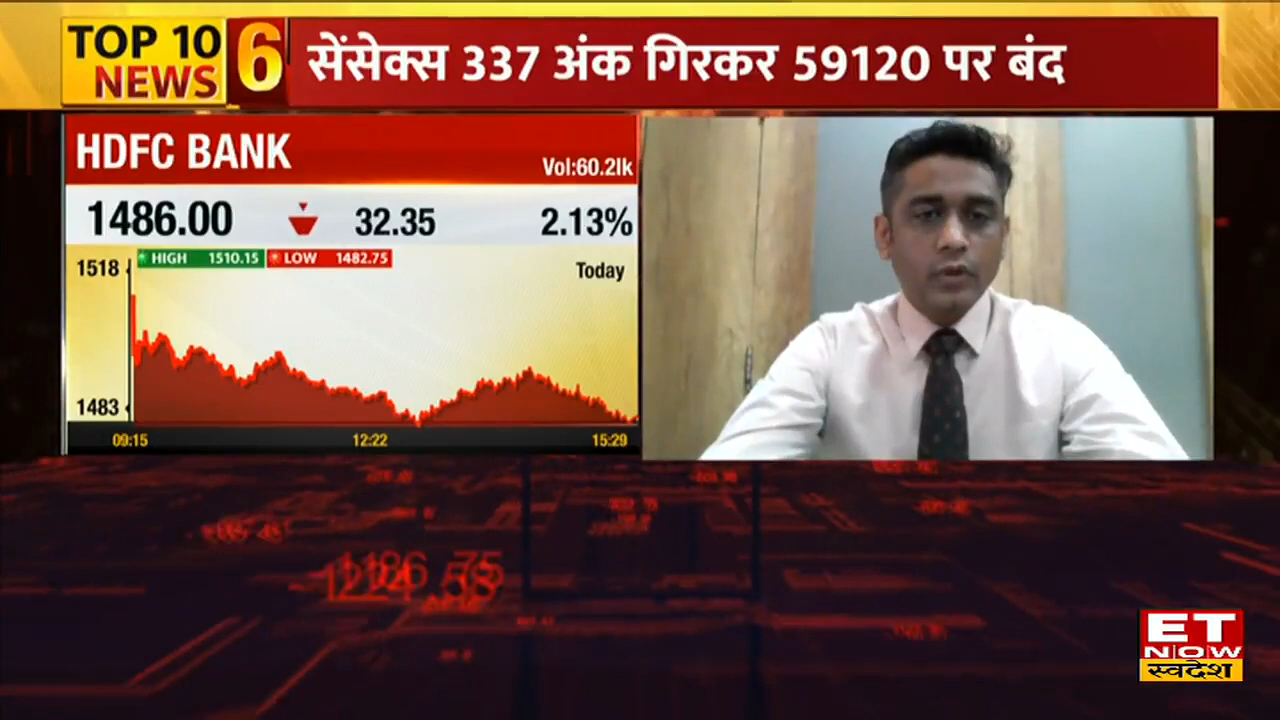 TOP 10
NEWS
6
सेंसेक्स 337 अंक गिरकर 59120 पर बंद
HDFC BANK
Vol:60.2lk
1486.00 32.35 2.13%
HIGH 1510.15 LOW 1482.75
Today
1518
1483
09:15 12:22 15:29
ET
NOW
स्वदेश